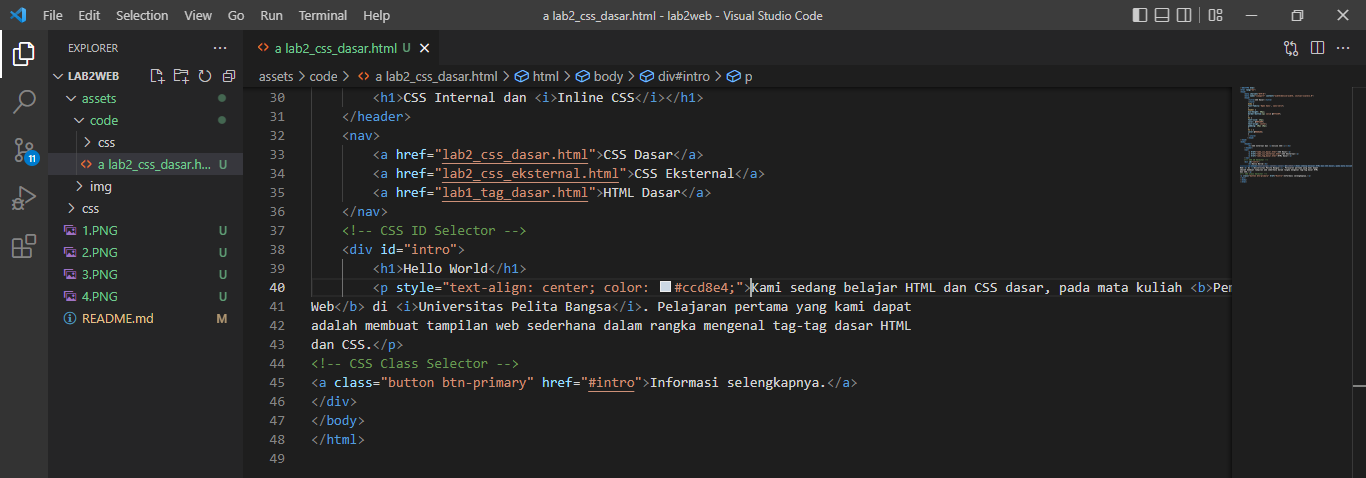 File Edit Selection View Go Run Terminal Help
a lab2_css_dasar.html - lab2web - Visual Studio Code
EXPLORER
LAB2WEB
assets
code
css
<> a lab2_css_dasar.h... U
img
css
1.PNG U
2.PNG U
3.PNG U
4.PNG U
README.md M
11
<> a lab2_css_dasar.html U
assets > code > <> a lab2_css_dasar.html > html > body > div#intro > p
30 <h1>CSS Internal dan <i>Inline CSS</i></h1>
31 </header>
32 <nav>
33 <a href="lab2_css_dasar.html">CSS Dasar</a>
34 <a href="lab2_css_eksternal.html">CSS Eksternal</a>
35 <a href="lab1_tag_dasar.html">HTML Dasar</a>
36 </nav>
37 <!-- CSS ID Selector -->
38 <div id="intro">
39 <h1>Hello World</h1>
40 <p style="text-align: center; color: #ccd8e4;">Kami sedang belajar HTML dan CSS dasar, pada mata kuliah <b>Pe
41 Web</b> di <i>Universitas Pelita Bangsa</i>. Pelajaran pertama yang kami dapat
42 adalah membuat tampilan web sederhana dalam rangka mengenal tag-tag dasar HTML
43 dan CSS.</p>
44 <!-- CSS Class Selector -->
45 <a class="button btn-primary" href="#intro">Informasi selengkapnya.</a>
46 </div>
47 </body>
48 </html>
49